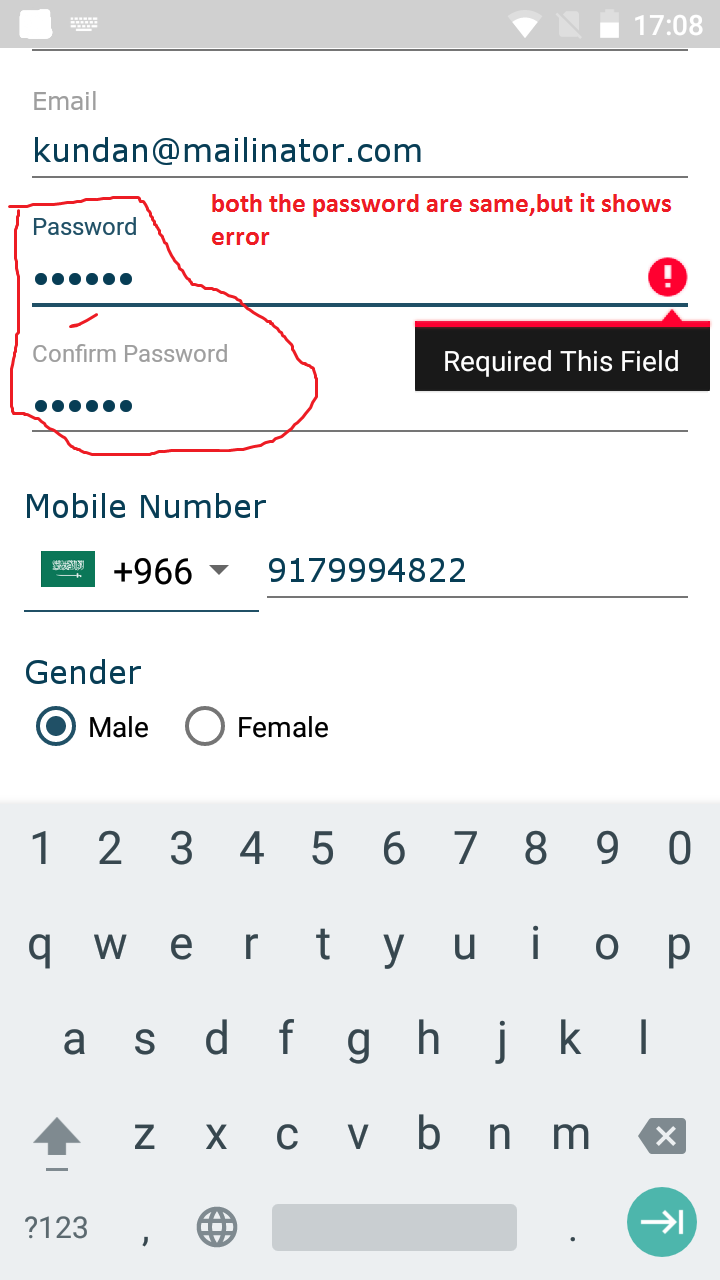 17:08
Email
kundan@mailinator.com
both the password are same,but it shows
error
Password
••••••
Required This Field
Confirm Password
••••••
Mobile Number
+966 9179994822
Gender
Male Female
1 2 3 4 5 6 7 8 9 0
q w e r t y u i o p
a s d f g h j k l
z x c v b n m
?123 , .